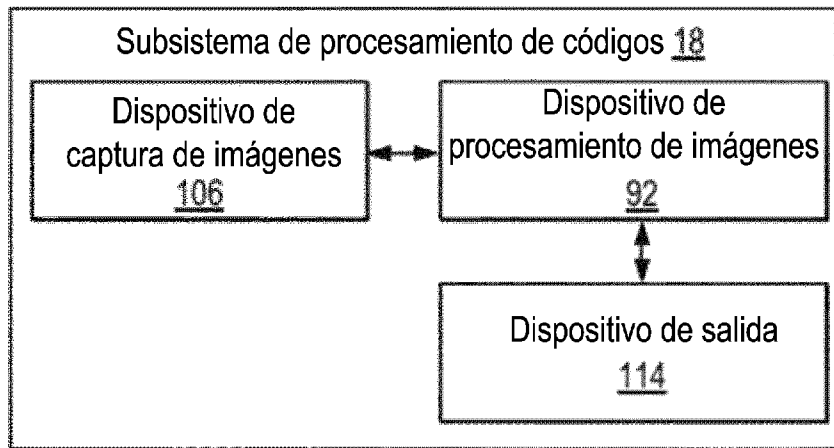 Subsistema de procesamiento de códigos 18
Dispositivo de
captura de imágenes
106
Dispositivo de
procesamiento de imágenes
92
Dispositivo de salida
114